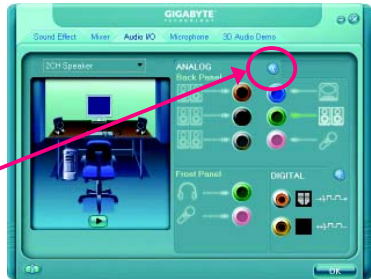 GIGABYTE
TECHNOLOGY
Sound Effect Mixer Audio I/O Microphone 3D Audio Demo
2CH Speaker
ANALOG
Back Panel
Front Panel
DIGITAL
OK